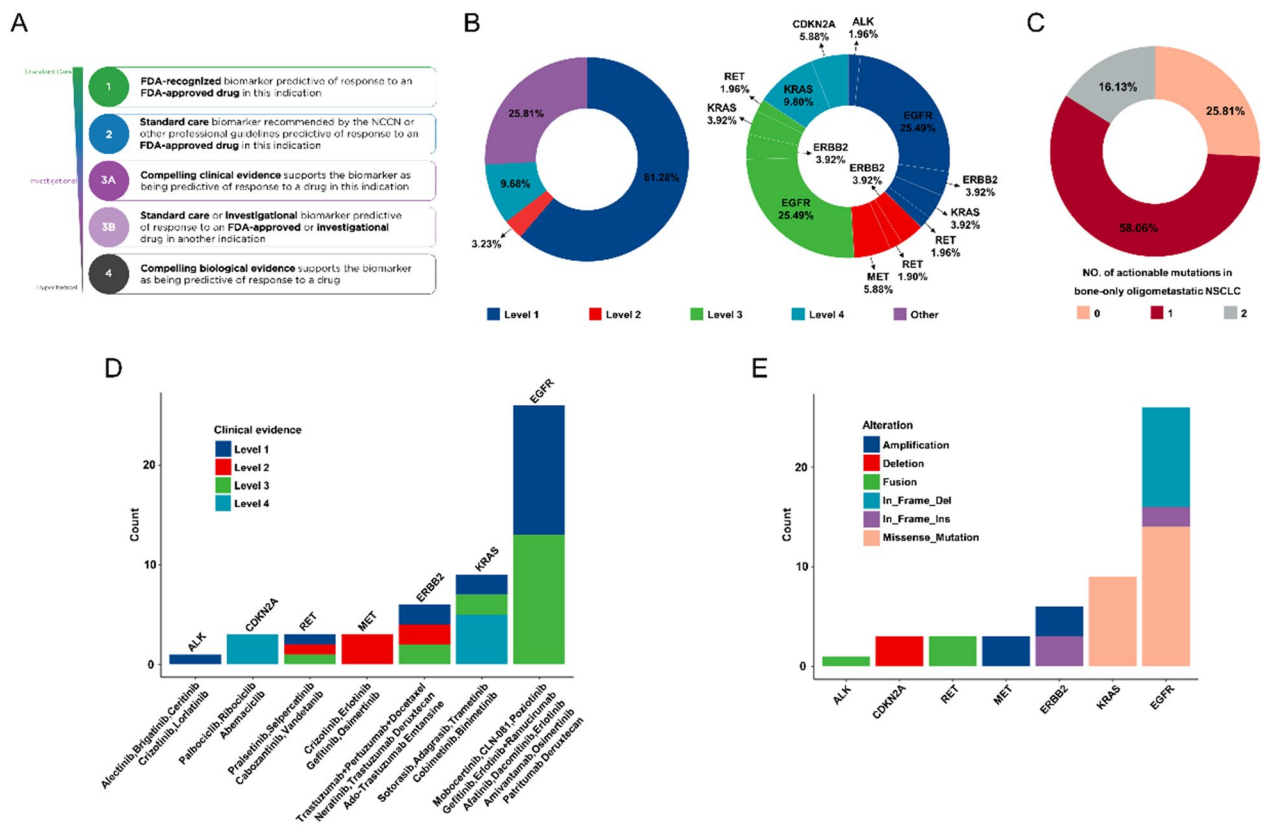 A
Standard Care
1
FDA-recognized biomarker predictive of response to an
FDA-approved drug in this indication
2
Standard care biomarker recommended by the NCCN or
other professional guidelines predictive of response to an
FDA-approved drug in this indication
Investigational
3A
Compelling clinical evidence supports the biomarker as
being predictive of response to a drug in this indication
3B
Standard care or investigational biomarker predictive
of response to an FDA-approved or investigational
drug in another indication
4
Compelling biological evidence supports the biomarker
as being predictive of response to a drug
Hypothetical
B
25.81%
61.28%
9.68%
3.23%
CDKN2A
5.88%
ALK
1.96%
RET
1.96%
KRAS
9.80%
KRAS
3.92%
EGFR
25.49%
ERBB2
3.92%
ERBB2
3.92%
ERBB2
3.92%
EGFR
25.49%
KRAS
3.92%
RET
1.96%
RET
1.90%
MET
5.88%
Level 1
Level 2
Level 3
Level 4
Other
C
16.13%
25.81%
58.06%
NO. of actionable mutations in
bone-only oligometastatic NSCLC
0
1
2
D
Clinical evidence
Level 1
Level 2
Level 3
Level 4
Count
20
10
0
ALK
CDKN2A
RET
MET
ERBB2
KRAS
EGFR
Alectinib,Brigatinib,Ceritinib
Crizotinib,Lorlatinib
Palbociclib,Ribociclib
Abemaciclib
Pralsetinib,Selpercatinib
Cabozantinib,Vandetanib
Crizotinib,Erlotinib
Gefitinib,Osimertinib
Trastuzumab+Pertuzumab+Docetaxel
Neratinib,Trastuzumab Deruxtecan
Ado-Trastuzumab Emtansine
Sotorasib,Adagrasib,Trametinib
Cobimetinib,Binimetinib
Mobocertinib,CLN-081,Poziotinib
Gefitinib,Erlotinib+Ramucirumab
Afatinib,Dacomitinib,Erlotinib
Amivantamab,Osimertinib
Patritumab Deruxtecan
E
Alteration
Amplification
Deletion
Fusion
In_Frame_Del
In_Frame_Ins
Missense_Mutation
Count
20
10
0
ALK
CDKN2A
RET
MET
ERBB2
KRAS
EGFR